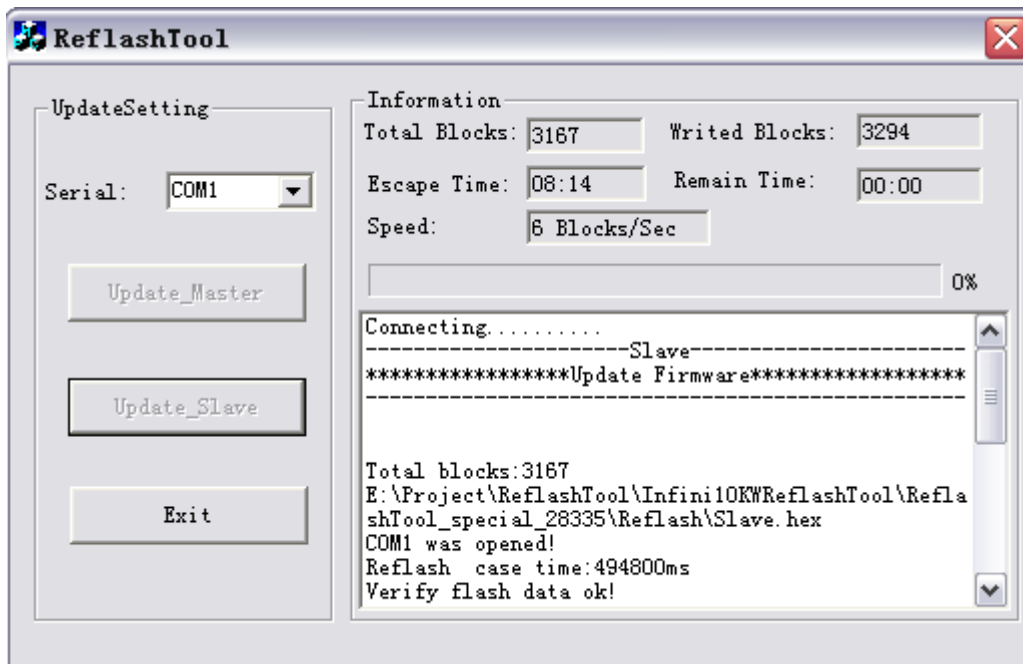 ReflashTool
UpdateSetting
Serial: COM1
Update_Master
Update_Slave
Exit
Information
Total Blocks: 3167 Writed Blocks: 3294
Escape Time: 08:14 Remain Time: 00:00
Speed: 6 Blocks/Sec
0%
Connecting..........
----------------------Slave-----------------------
*****************Update Firmware******************
--------------------------------------------------
Total blocks:3167
E:\Project\ReflashTool\Infini10KWReflashTool\Refla
shTool_special_28335\Reflash\Slave.hex
COM1 was opened!
Reflash  case time:494800ms
Verify flash data ok!